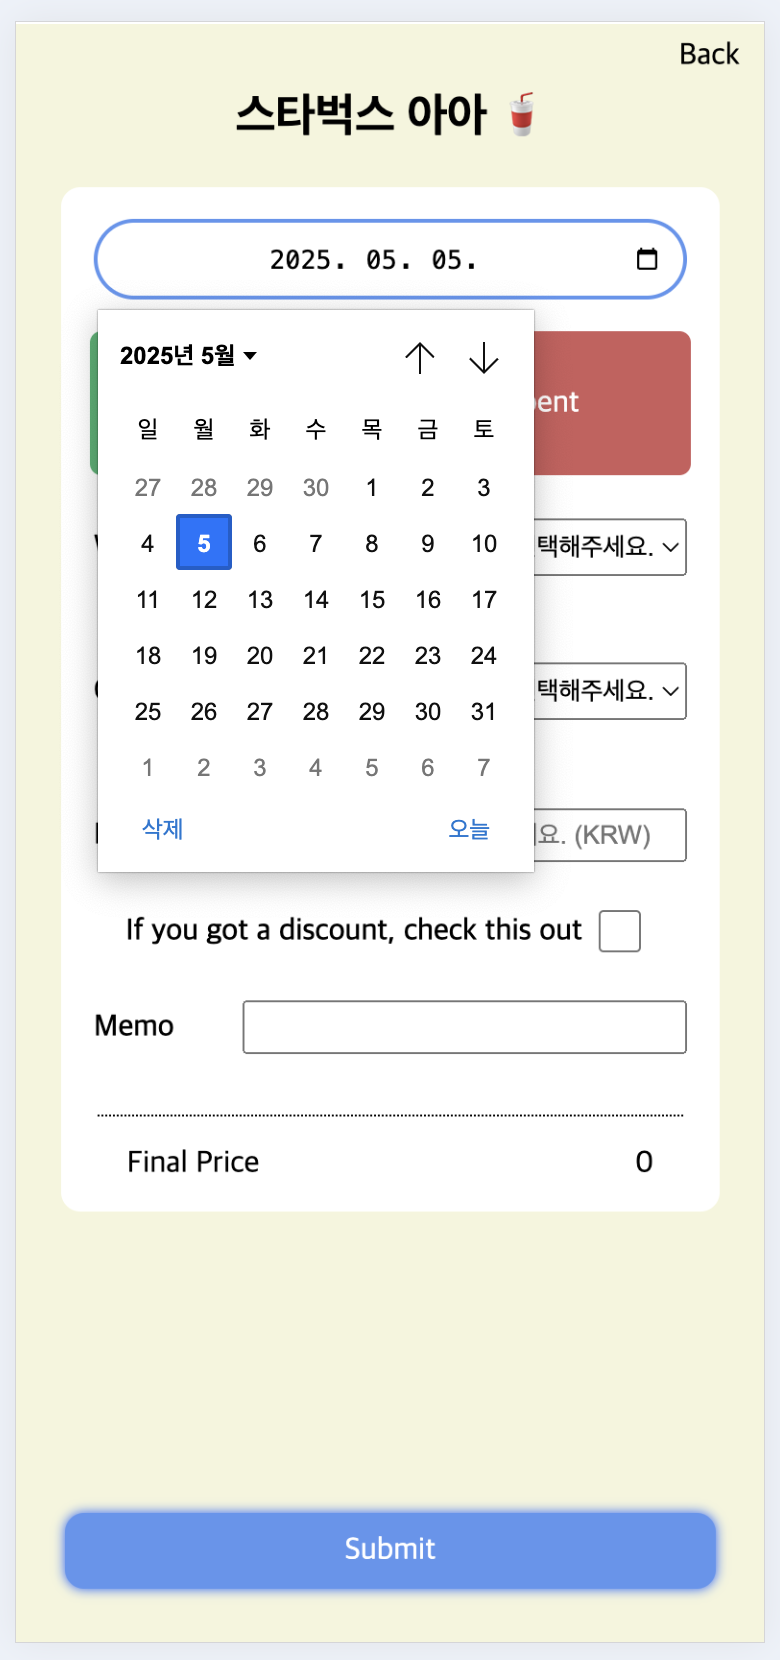 Back
스타벅스 아아
2025. 05. 05.
2025년 5월
일 월 화 수 목 금 토
27 28 29 30 1 2 3
4 5 6 7 8 9 10
11 12 13 14 15 16 17
18 19 20 21 22 23 24
25 26 27 28 29 30 31
1 2 3 4 5 6 7
삭제 오늘
택해주세요.
택해주세요.
요. (KRW)
If you got a discount, check this out
Memo
Final Price 0
Submit